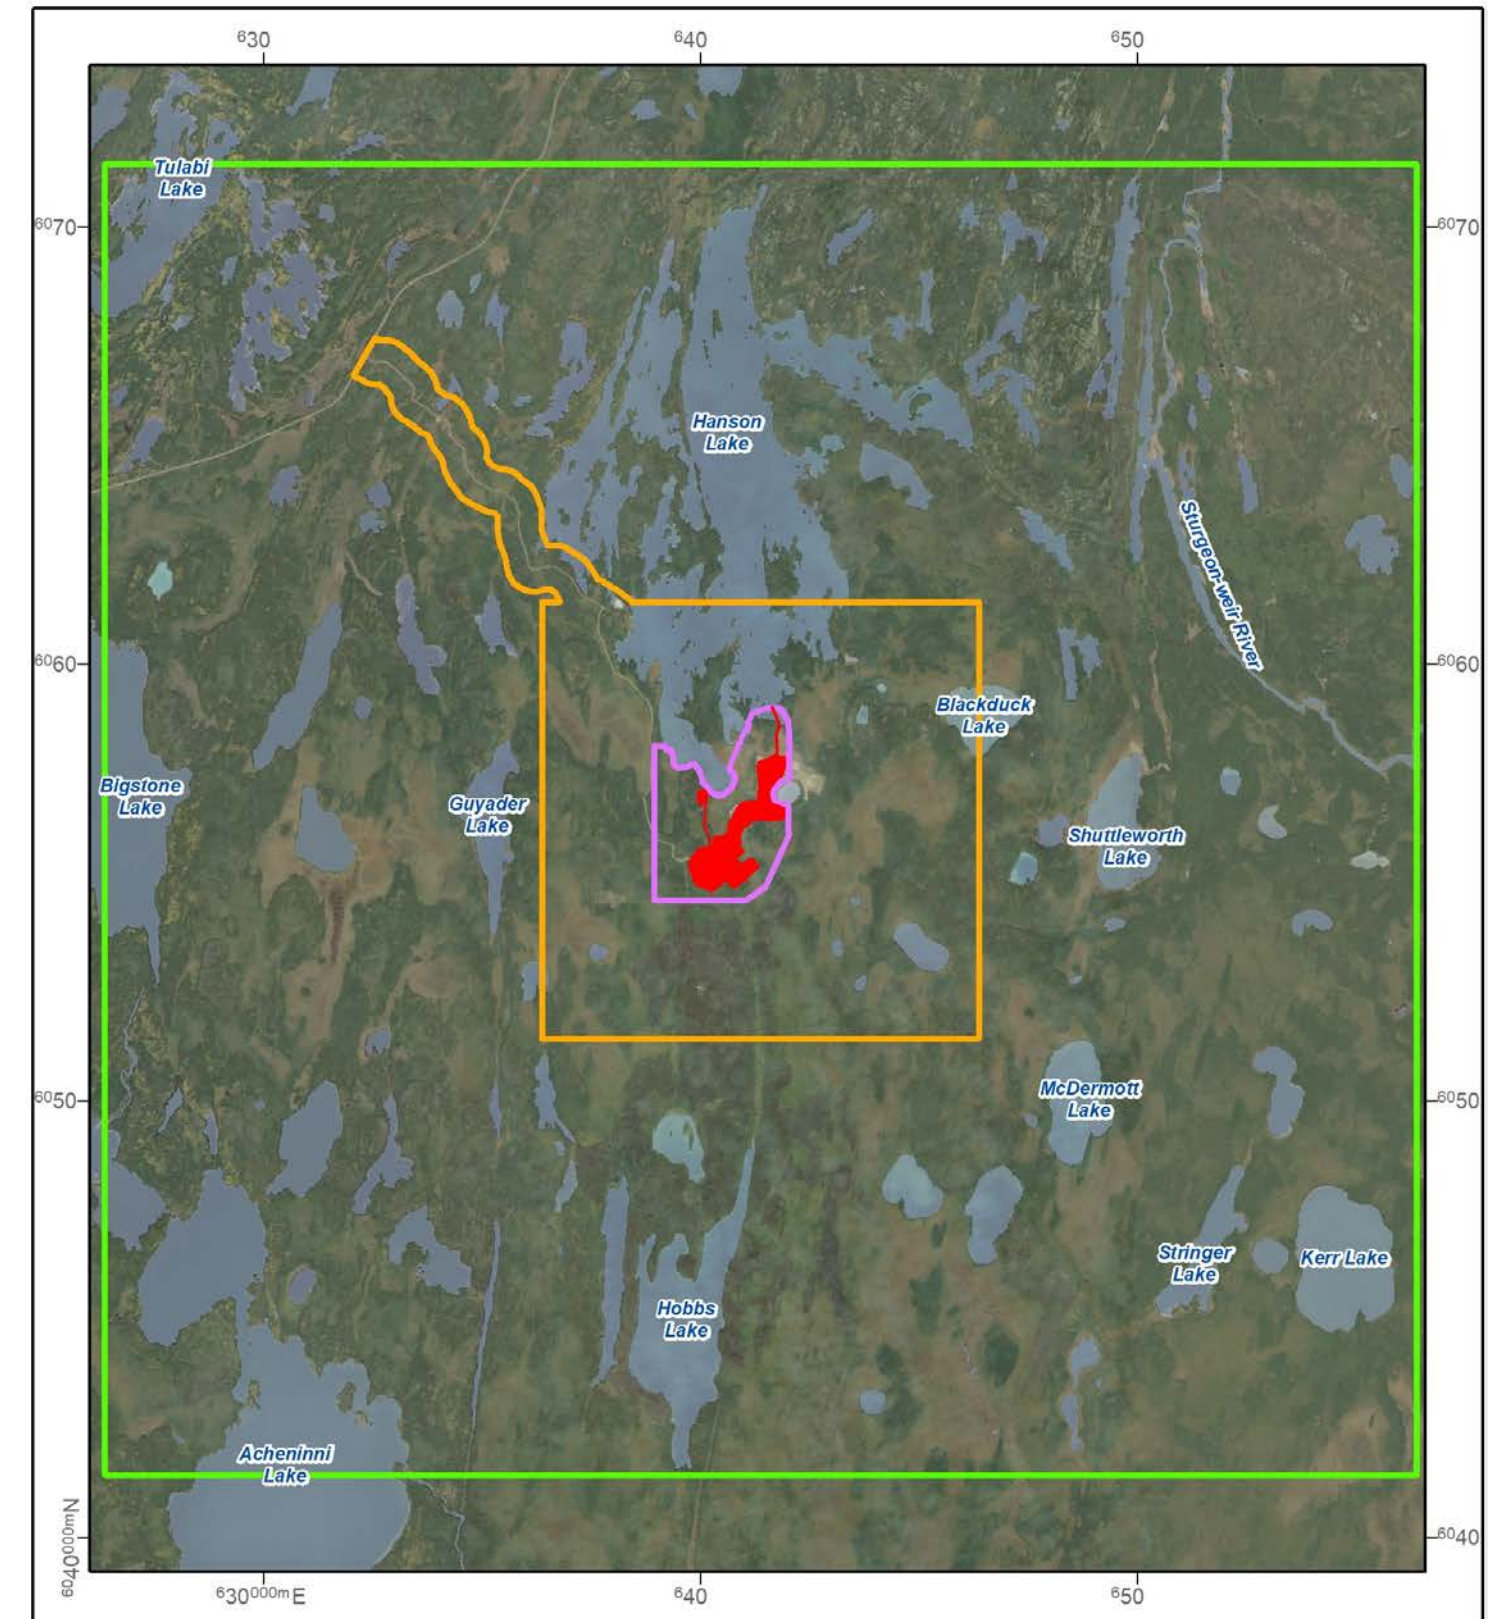 630
640
650
Tulabi
Lake
6070
6070
Hanson
Lake
Sturgeon-weir River
6060
6060
Blackduck
Lake
Bigstone
Lake
Guyader
Lake
Shuttleworth
Lake
McDermott
Lake
6050
6050
Stringer
Lake
Kerr Lake
Hobbs
Lake
Acheninni
Lake
6040000mN
6040
630000mE
640
650